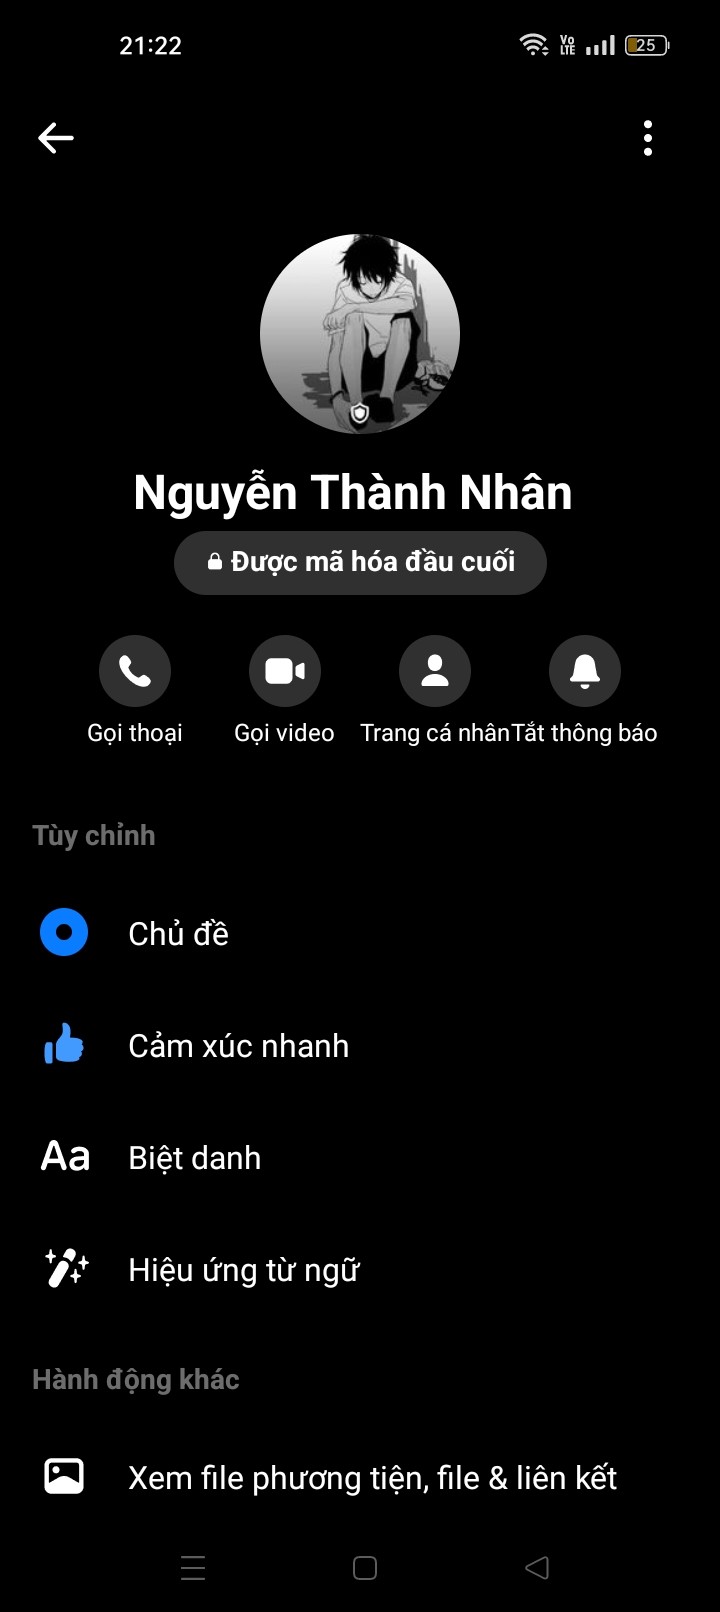 21:22
Vo
LTE
25
Nguyễn Thành Nhân
Được mã hóa đầu cuối
Gọi thoại
Gọi video
Trang cá nhân
Tắt thông báo
Tùy chỉnh
Chủ đề
Cảm xúc nhanh
Aa
Biệt danh
Hiệu ứng từ ngữ
Hành động khác
Xem file phương tiện, file & liên kết